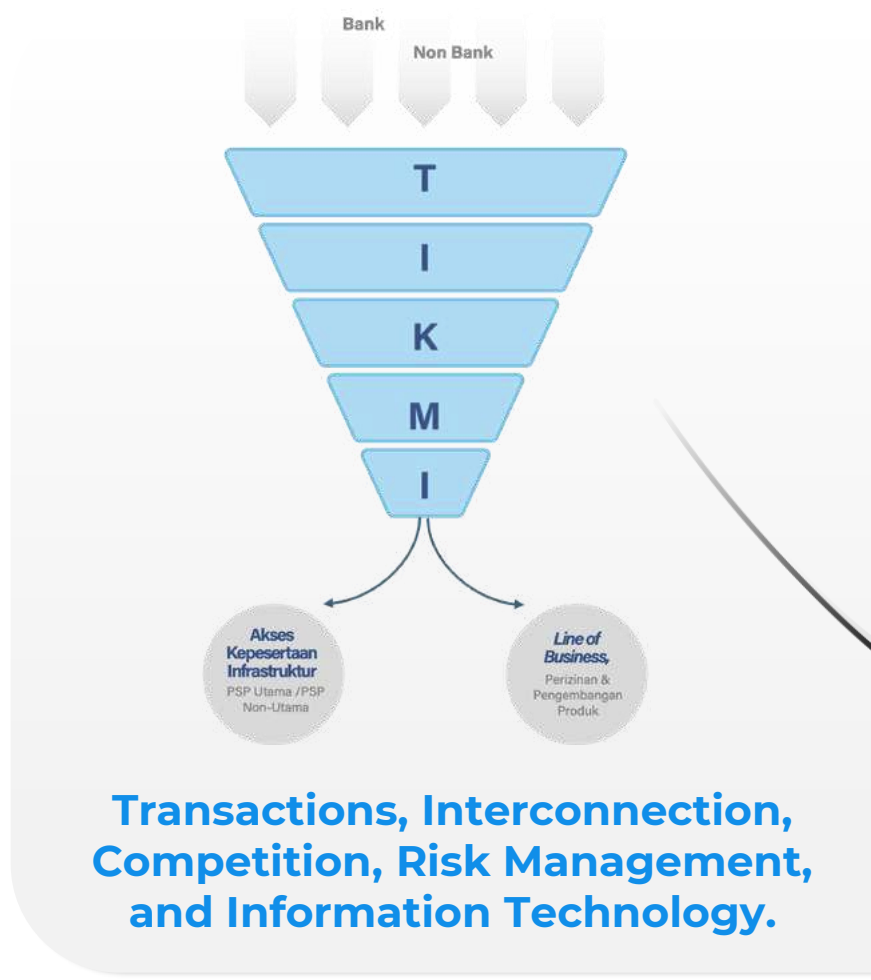 Bank
Non Bank
T
I
K
M
I
Akses
Kepesertaan
Infrastruktur
PSP Utama /PSP
Non-Utama
Line of
Business,
Perizinan &
Pengembangan
Produk
Transactions, Interconnection,
Competition, Risk Management,
and Information Technology.